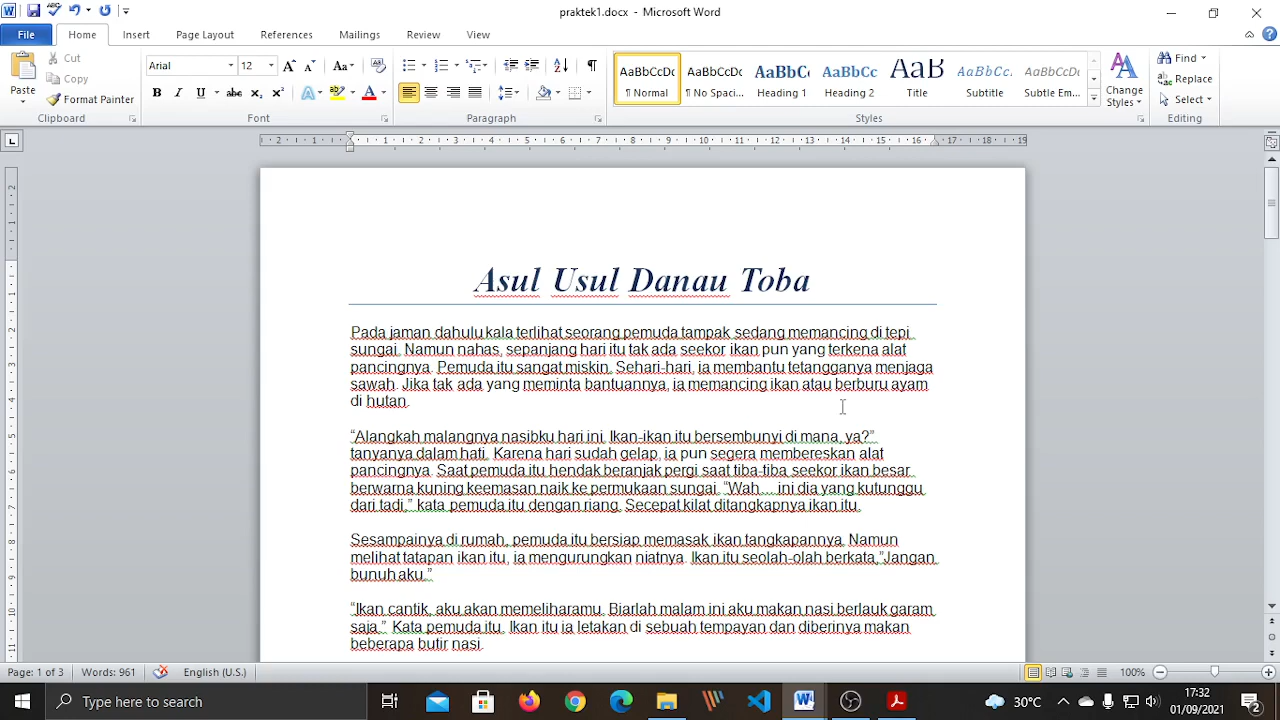 praktek1.docx - Microsoft Word
File Home Insert Page Layout References Mailings Review View
Paste
Cut
Copy
Format Painter
Clipboard
Arial 12
Font
Paragraph
AaBbCcDc AaBbCcDc AaBbC AaBbCc AaB AaBbCc. AaBbCcDc
¶ Normal ¶ No Spaci... Heading 1 Heading 2 Title Subtitle Subtle Em...
Styles
Change
Styles
Find
Replace
Select
Editing
Asul Usul Danau Toba
Pada jaman dahulu kala terlihat seorang pemuda tampak sedang memancing di tepi
sungai. Namun nahas, sepanjang hari itu tak ada seekor ikan pun yang terkena alat
pancingnya. Pemuda itu sangat miskin. Sehari-hari, ia membantu tetangganya menjaga
sawah. Jika tak ada yang meminta bantuannya, ia memancing ikan atau berburu ayam
di hutan.
“Alangkah malangnya nasibku hari ini. Ikan-ikan itu bersembunyi di mana, ya?”
tanyanya dalam hati. Karena hari sudah gelap, ia pun segera membereskan alat
pancingnya. Saat pemuda itu hendak beranjak pergi saat tiba-tiba seekor ikan besar
berwarna kuning keemasan naik ke permukaan sungai. “Wah… ini dia yang kutunggu
dari tadi,” kata pemuda itu dengan riang. Secepat kilat ditangkapnya ikan itu.
Sesampainya di rumah, pemuda itu bersiap memasak ikan tangkapannya. Namun
melihat tatapan ikan itu, ia mengurungkan niatnya. Ikan itu seolah-olah berkata,”Jangan
bunuh aku.”
“Ikan cantik, aku akan memeliharamu. Biarlah malam ini aku makan nasi berlauk garam
saja.” Kata pemuda itu. Ikan itu ia letakan di sebuah tempayan dan diberinya makan
beberapa butir nasi.
Page: 1 of 3 Words: 961 English (U.S.) 100%
Type here to search
30°C
17:32
01/09/2021
2